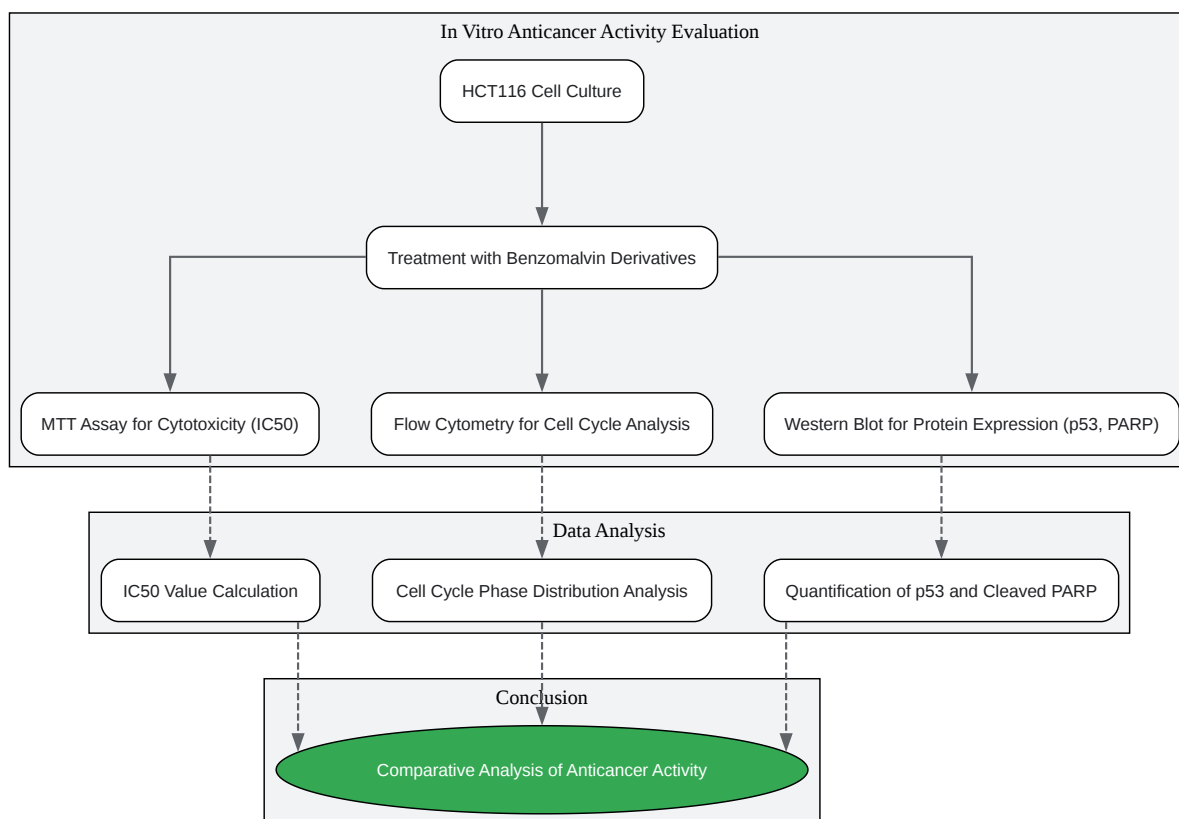 In Vitro Anticancer Activity Evaluation
HCT116 Cell Culture
Treatment with Benzomalvin Derivatives
MTT Assay for Cytotoxicity (IC50)
Flow Cytometry for Cell Cycle Analysis
Western Blot for Protein Expression (p53, PARP)
Data Analysis
IC50 Value Calculation
Cell Cycle Phase Distribution Analysis
Quantification of p53 and Cleaved PARP
Conclusion
Comparative Analysis of Anticancer Activity